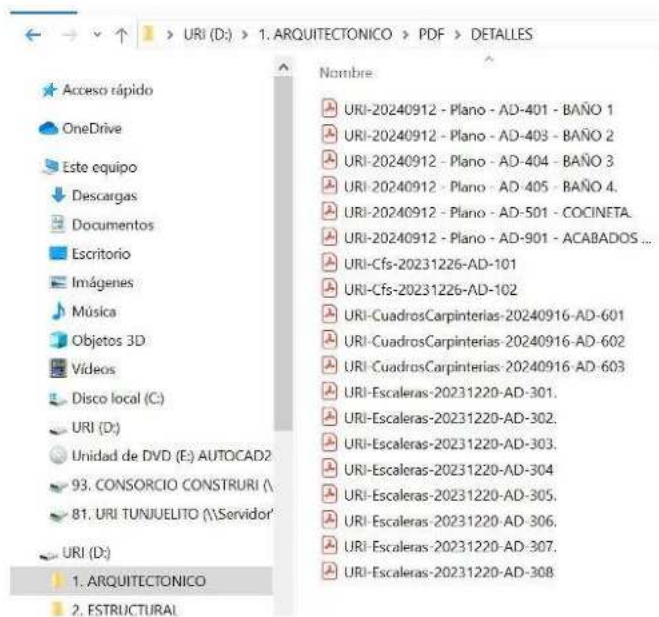 URI (D:) > 1. ARQUITECTONICO > PDF > DETALLES
Acceso rápido
OneDrive
Este equipo
Descargas
Documentos
Escritorio
Imágenes
Música
Objetos 3D
Vídeos
Disco local (C:)
URI (D:)
Unidad de DVD (E:) AUTOCAD2
93. CONSORCIO CONSTRURI (\
81. URI TUNJUELITO (\\Servidor'
URI (D:)
1. ARQUITECTONICO
2. ESTRUCTURAL
Nombre
URI-20240912 - Plano - AD-401 - BAÑO 1
URI-20240912 - Plano - AD-403 - BAÑO 2
URI-20240912 - Plano - AD-404 - BAÑO 3
URI-20240912 - Plano - AD-405 - BAÑO 4.
URI-20240912 - Plano - AD-501 - COCINETA.
URI-20240912 - Plano - AD-901 - ACABADOS ...
URI-Cfs-20231226-AD-101
URI-Cfs-20231226-AD-102
URI-CuadrosCarpinterias-20240916-AD-601
URI-CuadrosCarpinterias-20240916-AD-602
URI-CuadrosCarpinterias-20240916-AD-603
URI-Escaleras-20231220-AD-301.
URI-Escaleras-20231220-AD-302.
URI-Escaleras-20231220-AD-303.
URI-Escaleras-20231220-AD-304
URI-Escaleras-20231220-AD-305.
URI-Escaleras-20231220-AD-306.
URI-Escaleras-20231220-AD-307.
URI-Escaleras-20231220-AD-308